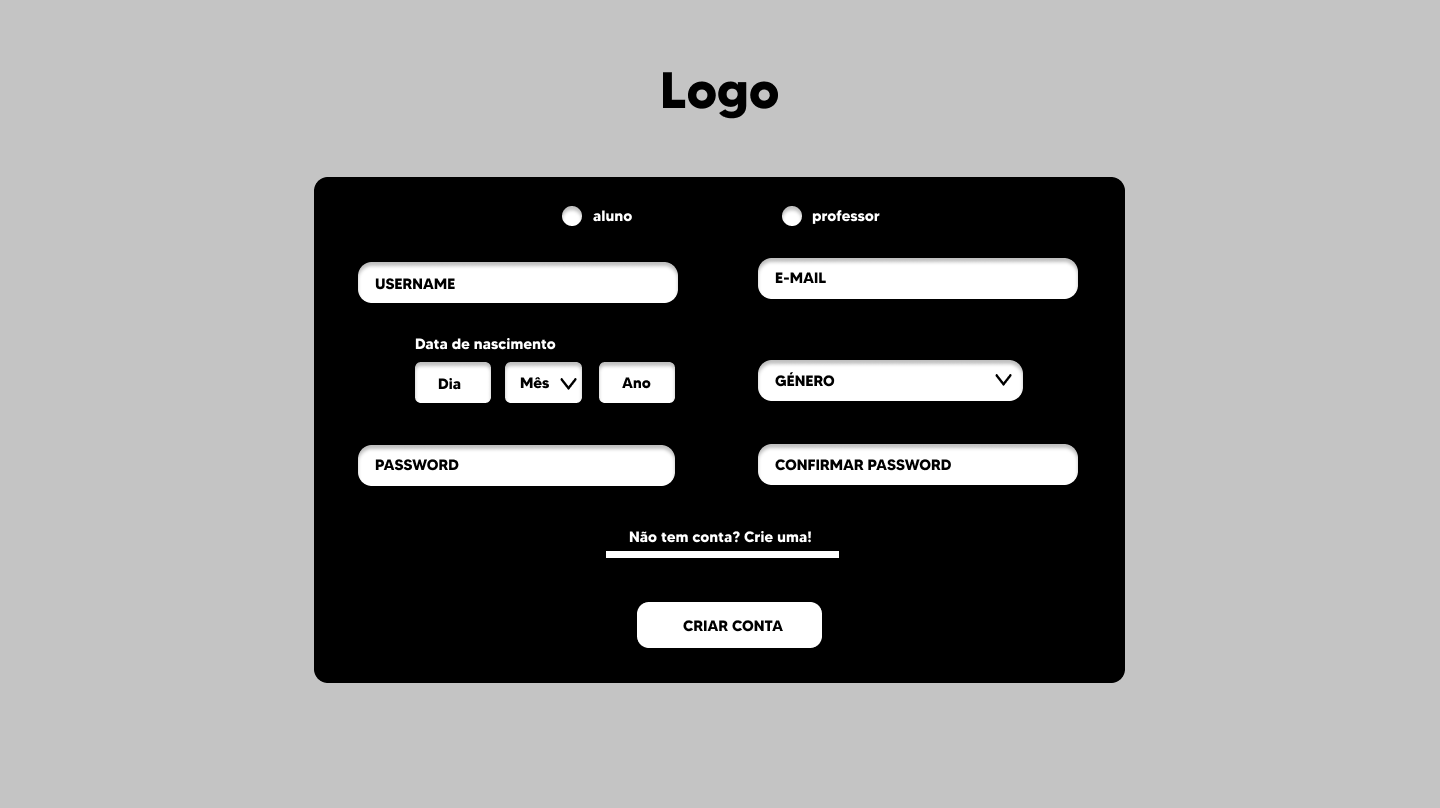 Logo
aluno
professor
USERNAME
E-MAIL
Data de nascimento
Dia
Mês
Ano
GÉNERO
PASSWORD
CONFIRMAR PASSWORD
Não tem conta? Crie uma!
CRIAR CONTA